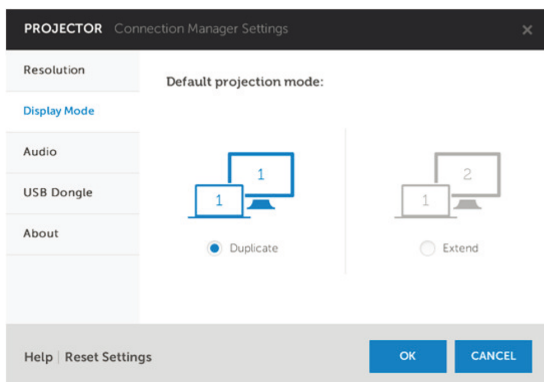 PROJECTOR Connection Manager Settings ×
Resolution
Default projection mode:
Display Mode
Audio
USB Dongle
About
1
1
2
1
Duplicate
Extend
Help | Reset Settings
OK
CANCEL